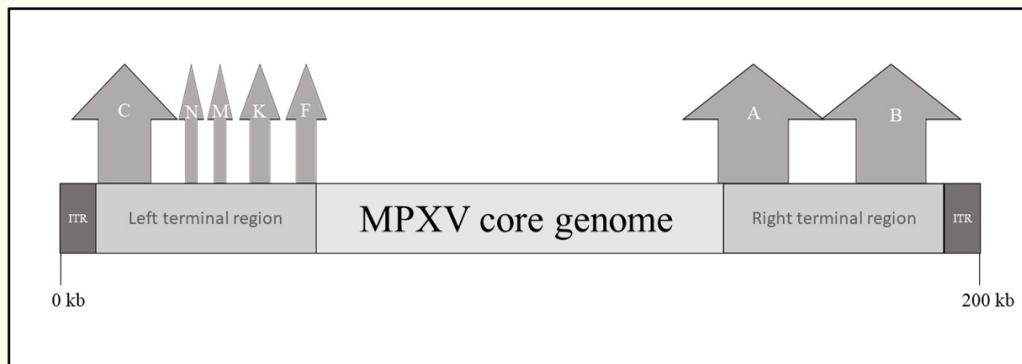 C N M K F A B
ITR Left terminal region MPXV core genome Right terminal region ITR
0 kb 200 kb